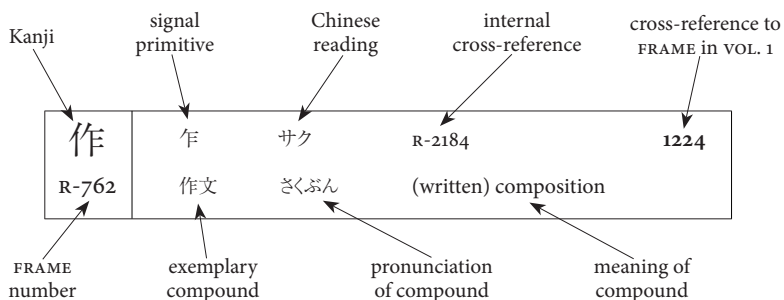 Kanji
signal
primitive
Chinese
reading
internal
cross-reference
cross-reference to
FRAME in VOL. 1
作 乍 サク R-2184 1224
R-762 作文 さくぶん (written) composition
FRAME
number
exemplary
compound
pronunciation
of compound
meaning of
compound